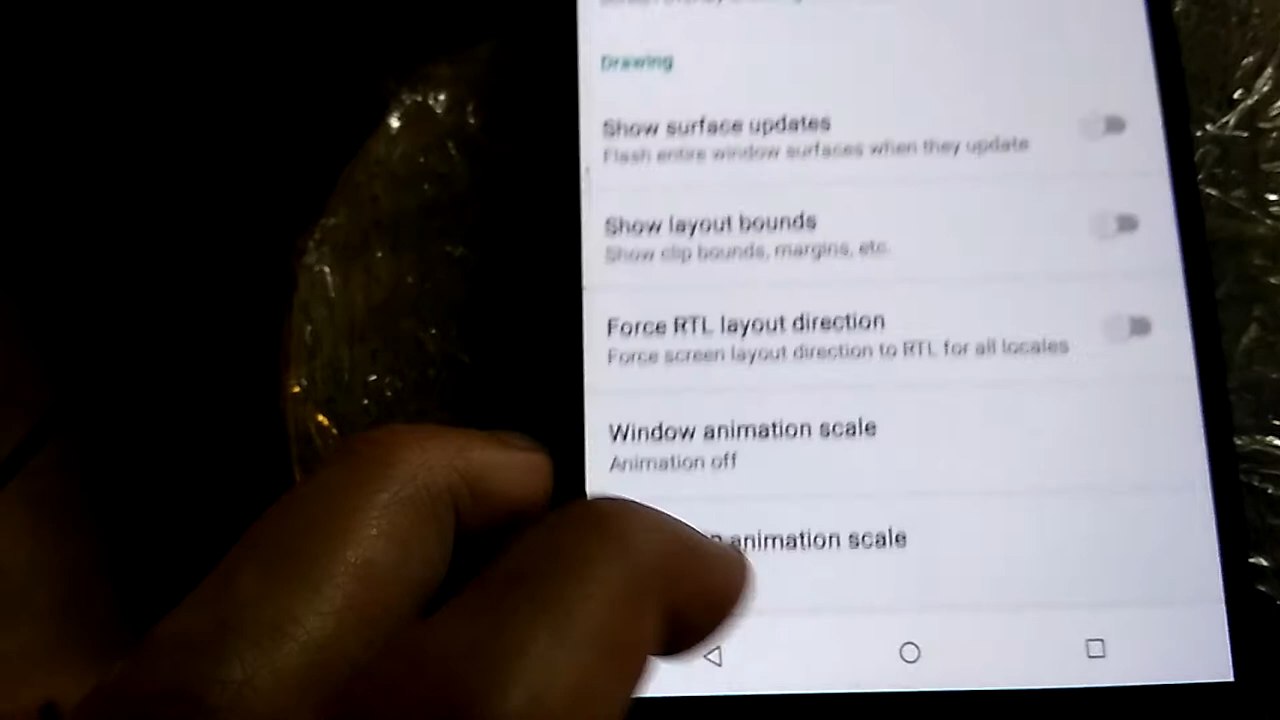 Drawing
Show surface updates
Flash entire window surfaces when they update
Show layout bounds
Show clip bounds, margins, etc.
Force RTL layout direction
Force screen layout direction to RTL for all locales
Window animation scale
Animation off
animation scale